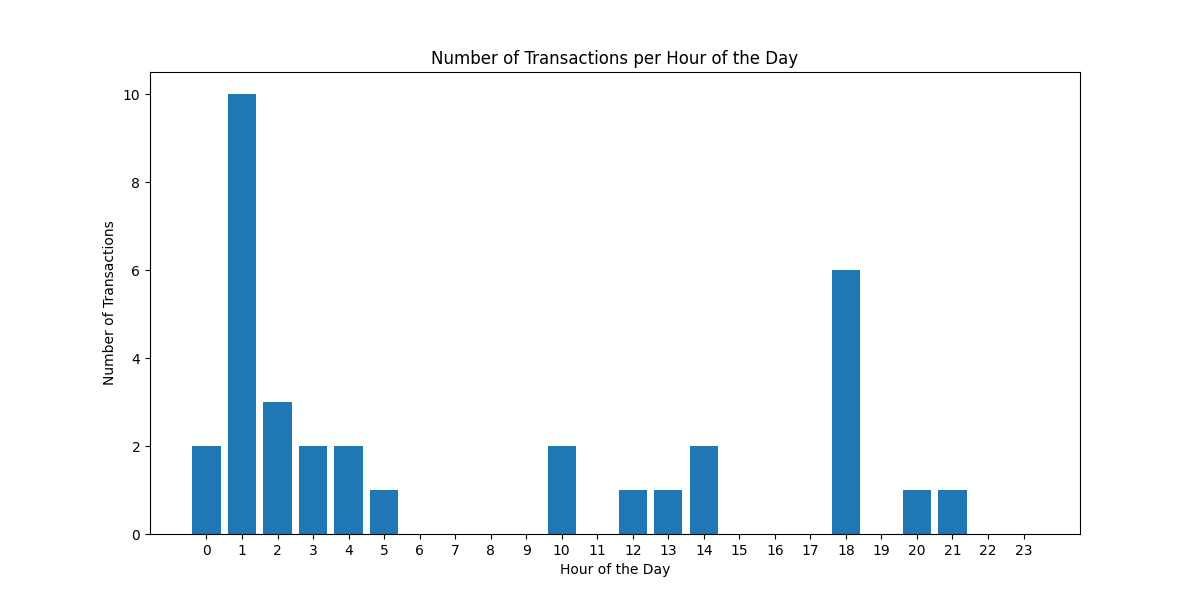 Number of Transactions per Hour of the Day
10
8
6
4
2
0
Number of Transactions
0 1 2 3 4 5 6 7 8 9 10 11 12 13 14 15 16 17 18 19 20 21 22 23
Hour of the Day